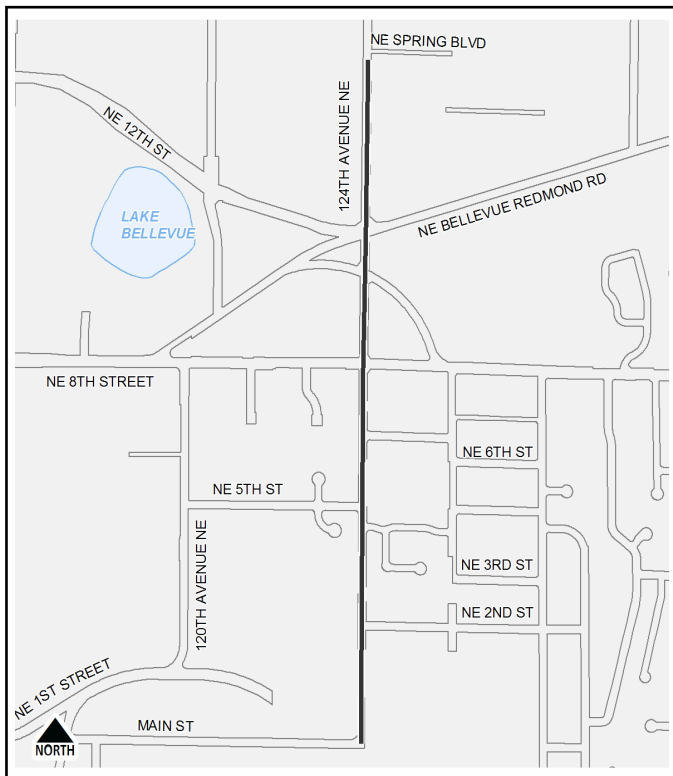 NE SPRING BLVD
124TH AVENUE NE
NE 12TH ST
LAKE
BELLEVUE
NE BELLEVUE REDMOND RD
NE 8TH STREET
NE 6TH ST
NE 5TH ST
120TH AVENUE NE
NE 3RD ST
NE 2ND ST
NE 1ST STREET
MAIN ST
NORTH